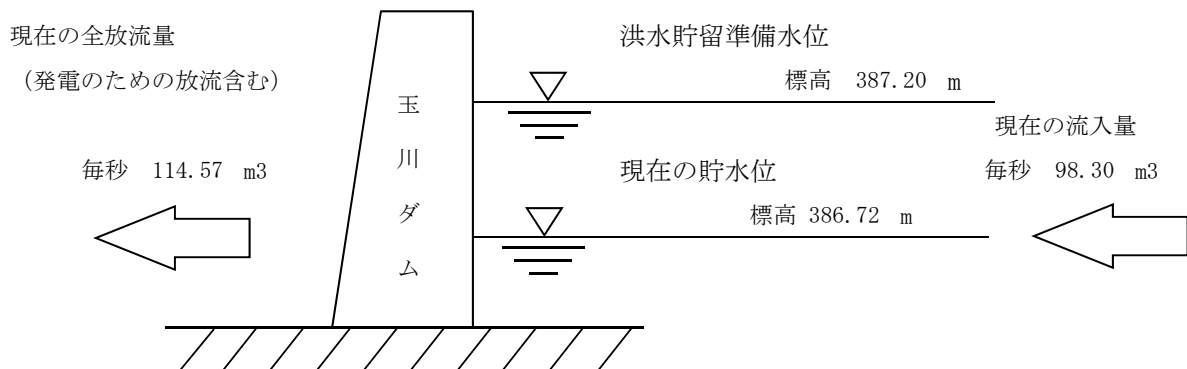 現在の全放流量
(発電のための放流含む)
毎秒 114.57 m3
玉川ダム
洪水貯留準備水位
標高 387.20 m
現在の貯水位
標高 386.72 m
現在の流入量
毎秒 98.30 m3